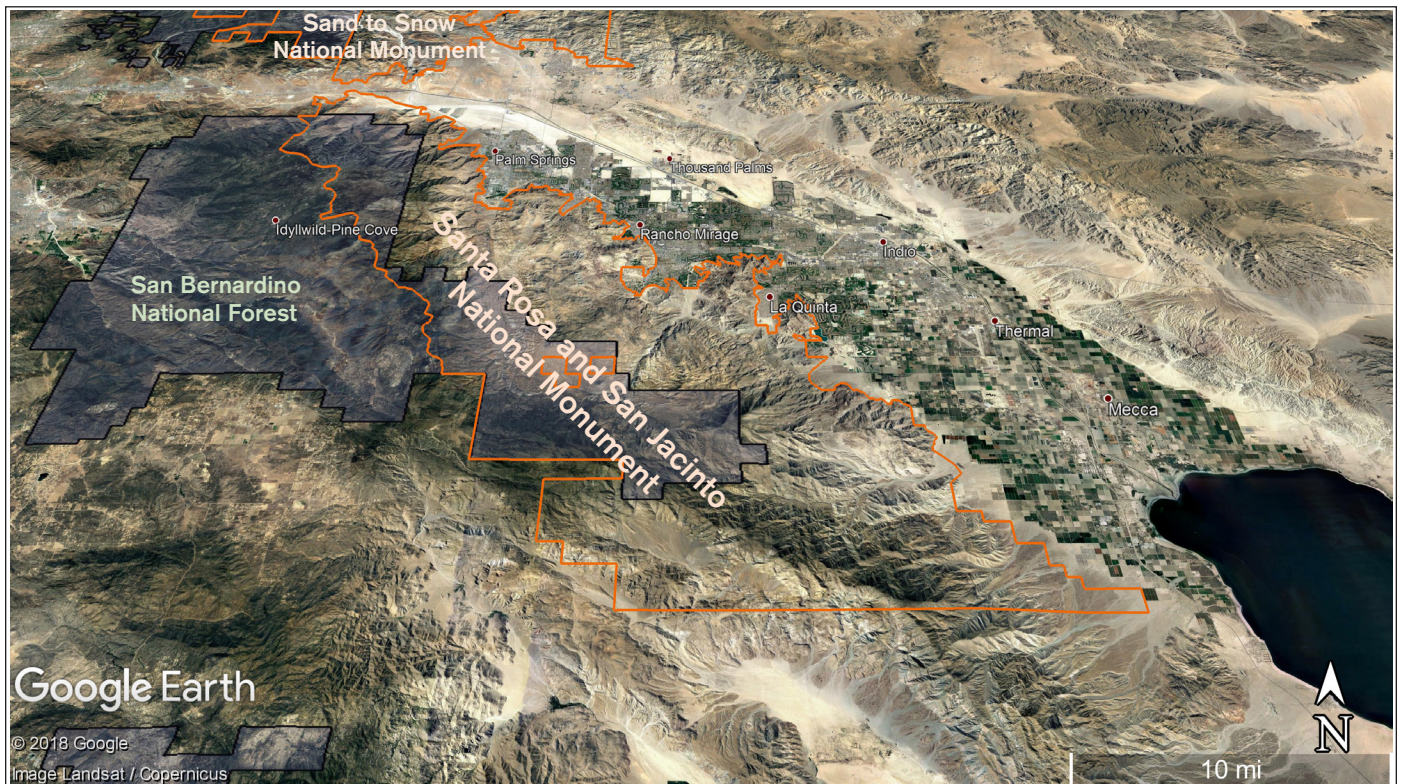 Sand to Snow
National Monument
Palm Springs
Thousand Palms
Idyllwild-Pine Cove
Rancho Mirage
Indio
San Bernardino
National Forest
Santa Rosa and San Jacinto
National Monument
La Quinta
Thermal
Mecca
Google Earth
© 2018 Google
Image Landsat / Copernicus
N
10 mi